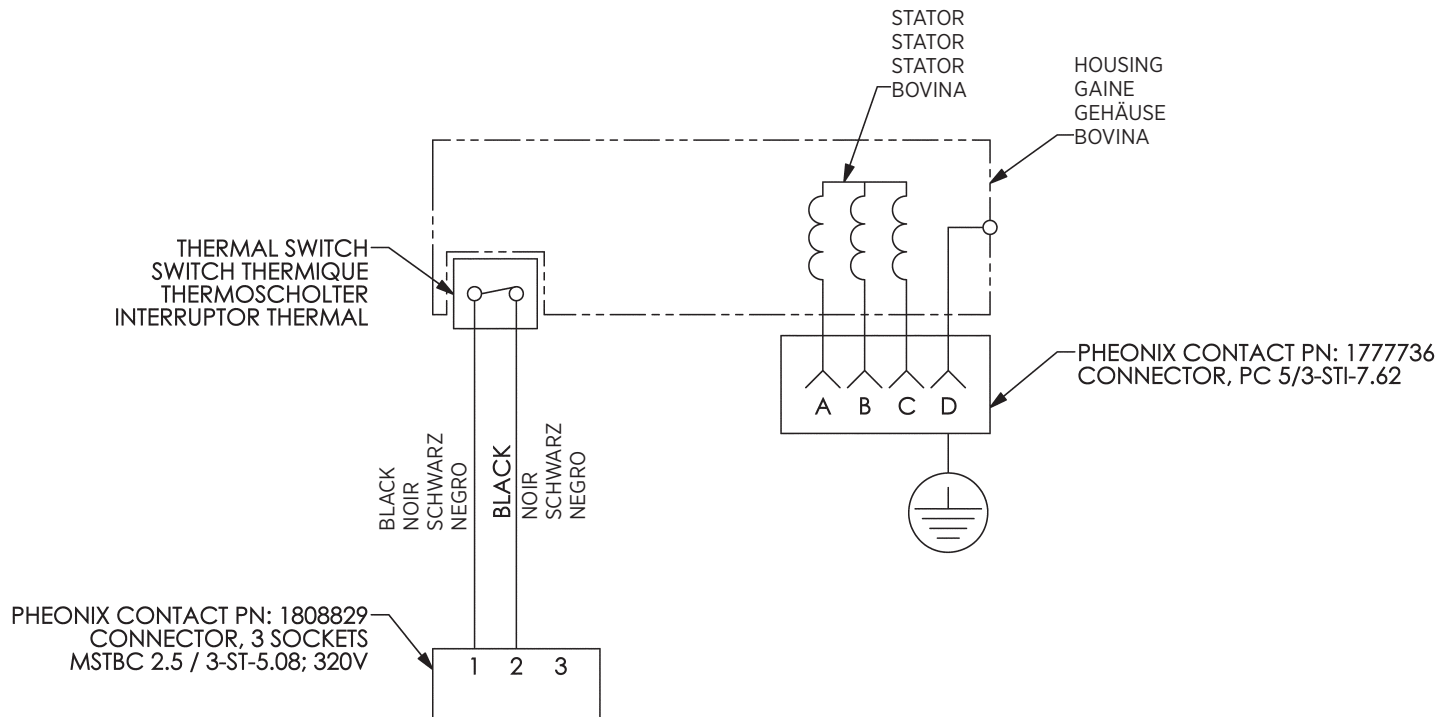 STATOR
STATOR
STATOR
BOVINA
HOUSING
GAINE
GEHÄUSE
BOVINA
THERMAL SWITCH
SWITCH THERMIQUE
THERMOSCHOLTER
INTERRUPTOR THERMAL
PHEONIX CONTACT PN: 1777736
CONNECTOR, PC 5/3-STI-7.62
A B C D
BLACK
NOIR
SCHWARZ
NEGRO
BLACK
NOIR
SCHWARZ
NEGRO
PHEONIX CONTACT PN: 1808829
CONNECTOR, 3 SOCKETS
MSTBC 2.5 / 3-ST-5.08; 320V
1 2 3